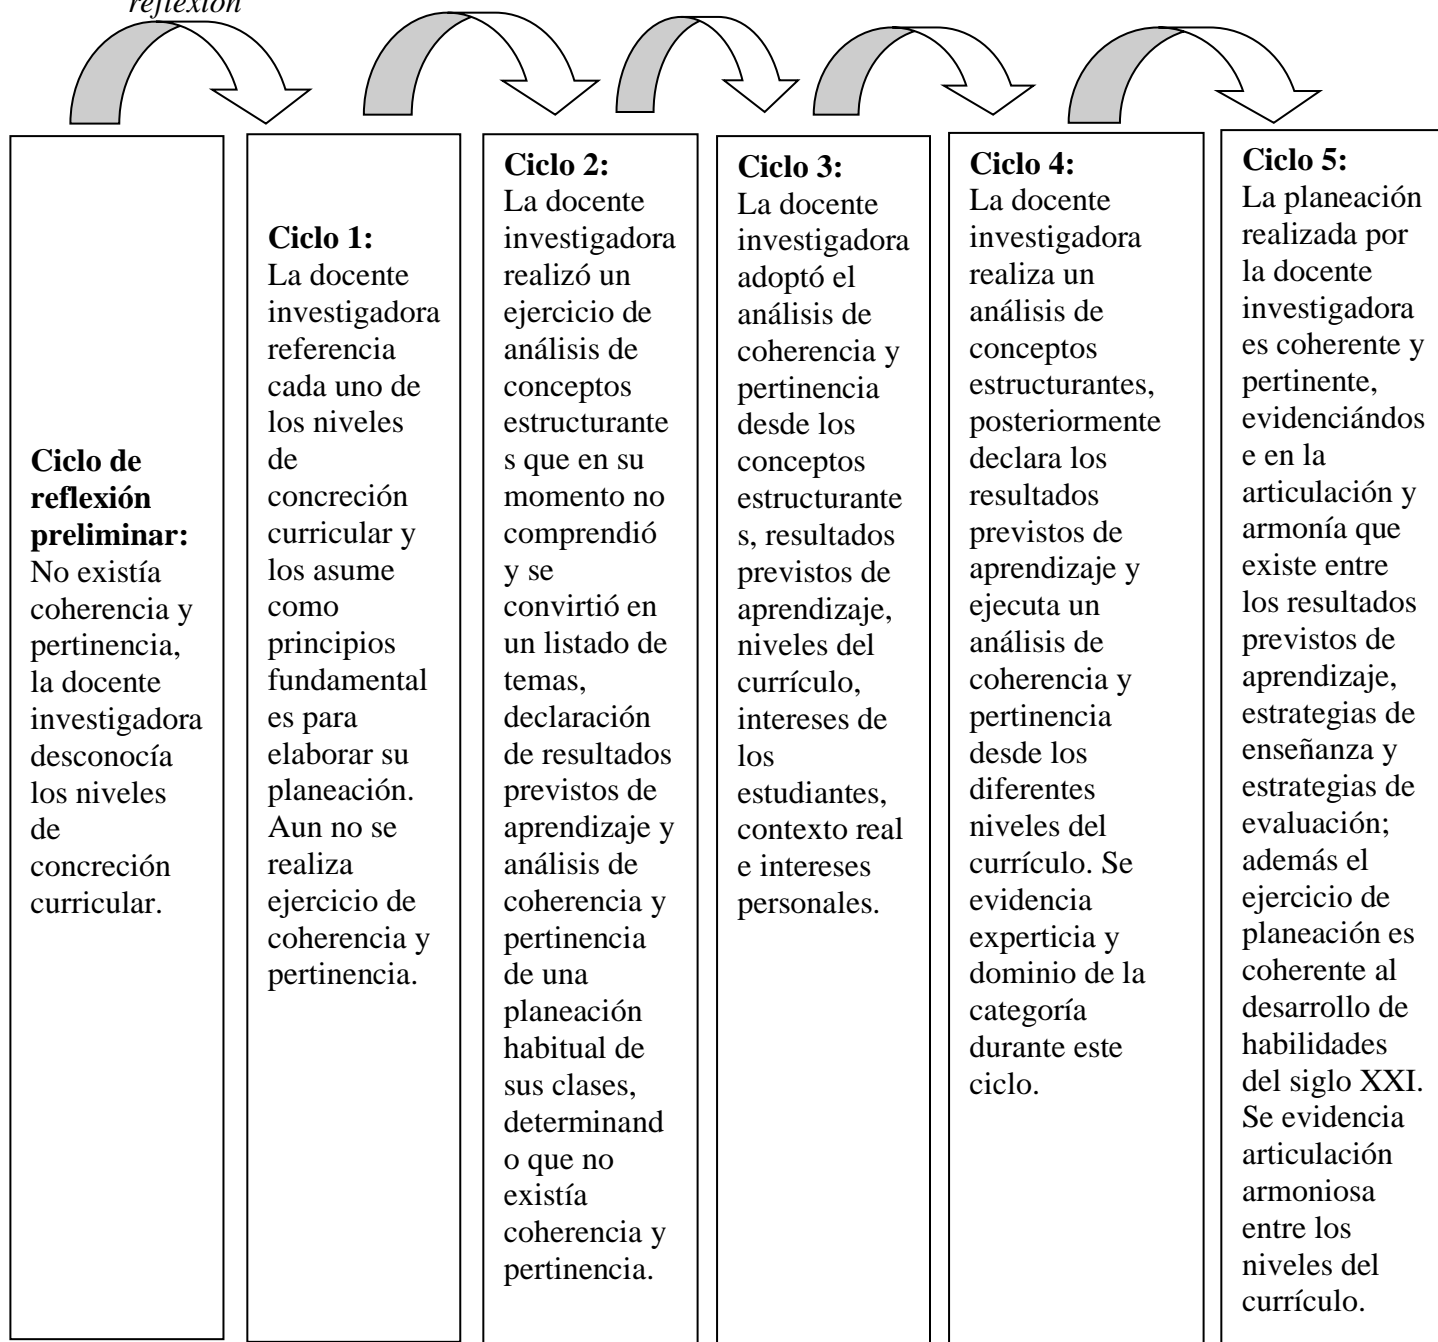 reflexión
Ciclo de
reflexión
preliminar:
No existía
coherencia y
pertinencia,
la docente
investigadora
desconocía
los niveles
de
concreción
curricular.
Ciclo 1:
La docente
investigadora
referencia
cada uno de
los niveles
de
concreción
curricular y
los asume
como
principios
fundamental
es para
elaborar su
planeación.
Aun no se
realiza
ejercicio de
coherencia y
pertinencia.
Ciclo 2:
La docente
investigadora
realizó un
ejercicio de
análisis de
conceptos
estructurante
s que en su
momento no
comprendió
y se
convirtió en
un listado de
temas,
declaración
de resultados
previstos de
aprendizaje y
análisis de
coherencia y
pertinencia
de una
planeación
habitual de
sus clases,
determinand
o que no
existía
coherencia y
pertinencia.
Ciclo 3:
La docente
investigadora
adoptó el
análisis de
coherencia y
pertinencia
desde los
conceptos
estructurante
s, resultados
previstos de
aprendizaje,
niveles del
currículo,
intereses de
los
estudiantes,
contexto real
e intereses
personales.
Ciclo 4:
La docente
investigadora
realiza un
análisis de
conceptos
estructurantes,
posteriormente
declara los
resultados
previstos de
aprendizaje y
ejecuta un
análisis de
coherencia y
pertinencia
desde los
diferentes
niveles del
currículo. Se
evidencia
experticia y
dominio de la
categoría
durante este
ciclo.
Ciclo 5:
La planeación
realizada por
la docente
investigadora
es coherente y
pertinente,
evidenciándos
e en la
articulación y
armonía que
existe entre
los resultados
previstos de
aprendizaje,
estrategias de
enseñanza y
estrategias de
evaluación;
además el
ejercicio de
planeación es
coherente al
desarrollo de
habilidades
del siglo XXI.
Se evidencia
articulación
armoniosa
entre los
niveles del
currículo.